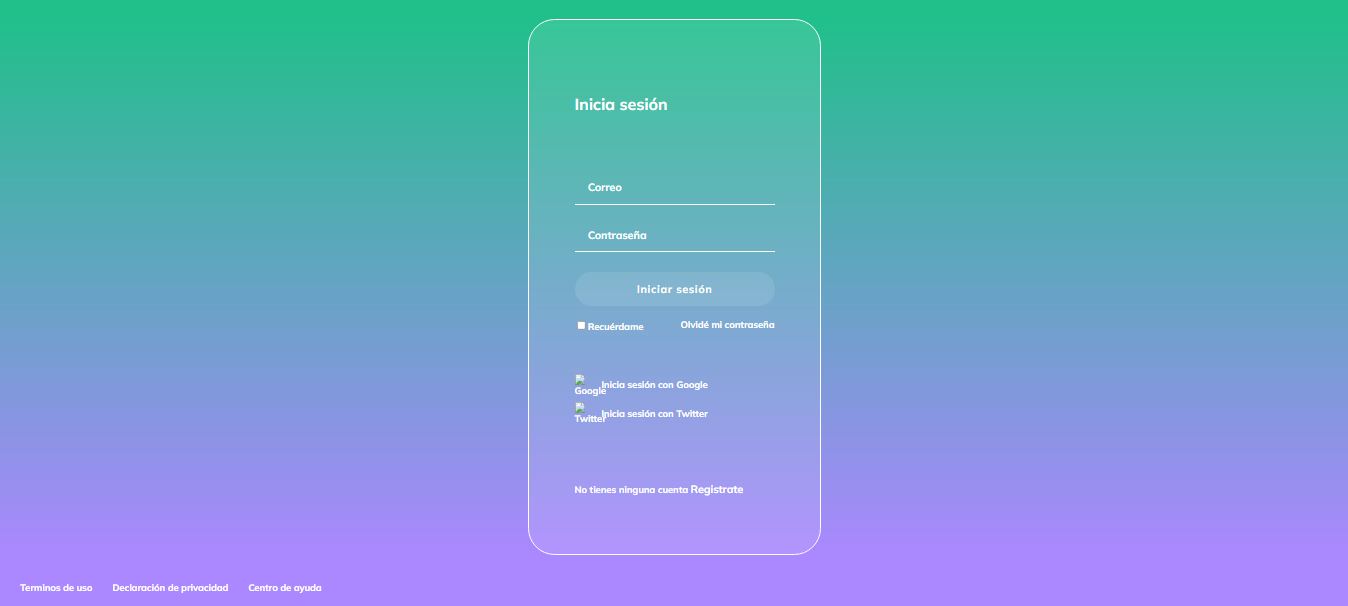 Inicia sesión
Correo
Contraseña
Iniciar sesión
Recuérdame Olvidé mi contraseña
Google Inicia sesión con Google
Twitter Inicia sesión con Twitter
No tienes ninguna cuenta Registrate
Terminos de uso Declaración de privacidad Centro de ayuda